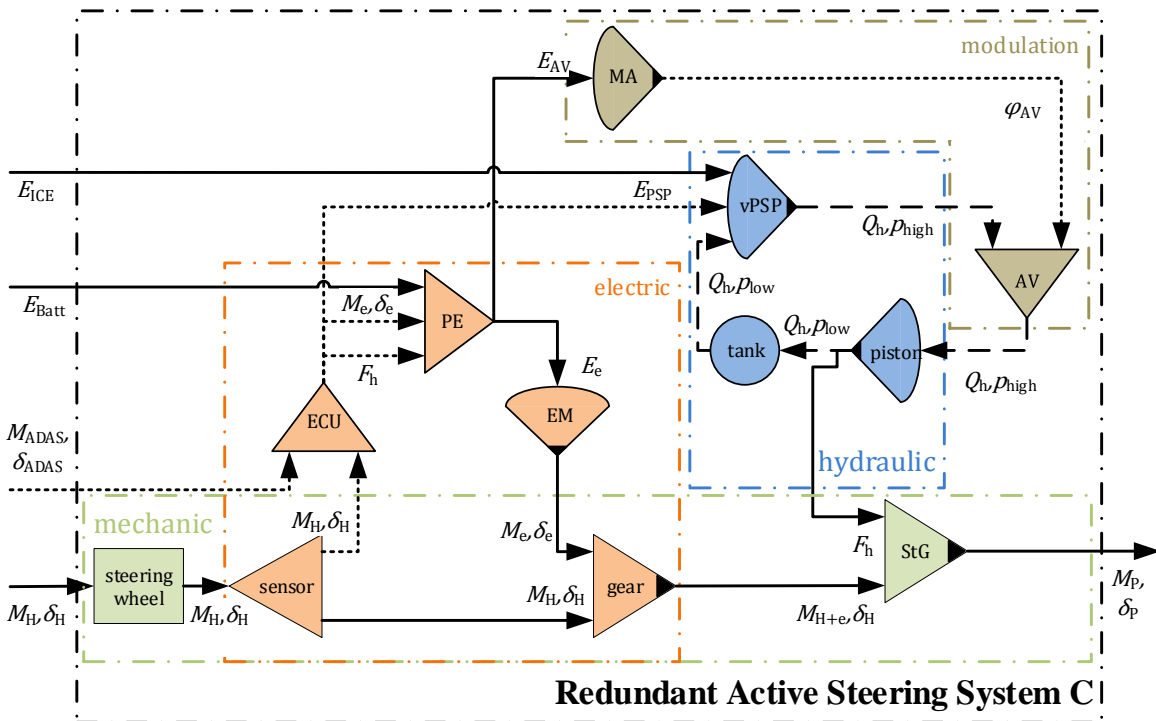 modulation
E_AV
MA
φ_AV
E_ICE
E_PSP
vPSP
Q_h,p_high
AV
electric
E_Batt
M_e,δ_e
PE
Q_h,p_low
Q_h,p_low
tank
piston
F_h
E_e
Q_h,p_high
EM
ECU
M_ADAS,
δ_ADAS
hydraulic
mechanic
M_H,δ_H
M_e,δ_e
F_h
StG
steering
wheel
sensor
gear
M_H,δ_H
M_H,δ_H
M_H,δ_H
M_H+e,δ_H
M_P,
δ_P
Redundant Active Steering System C